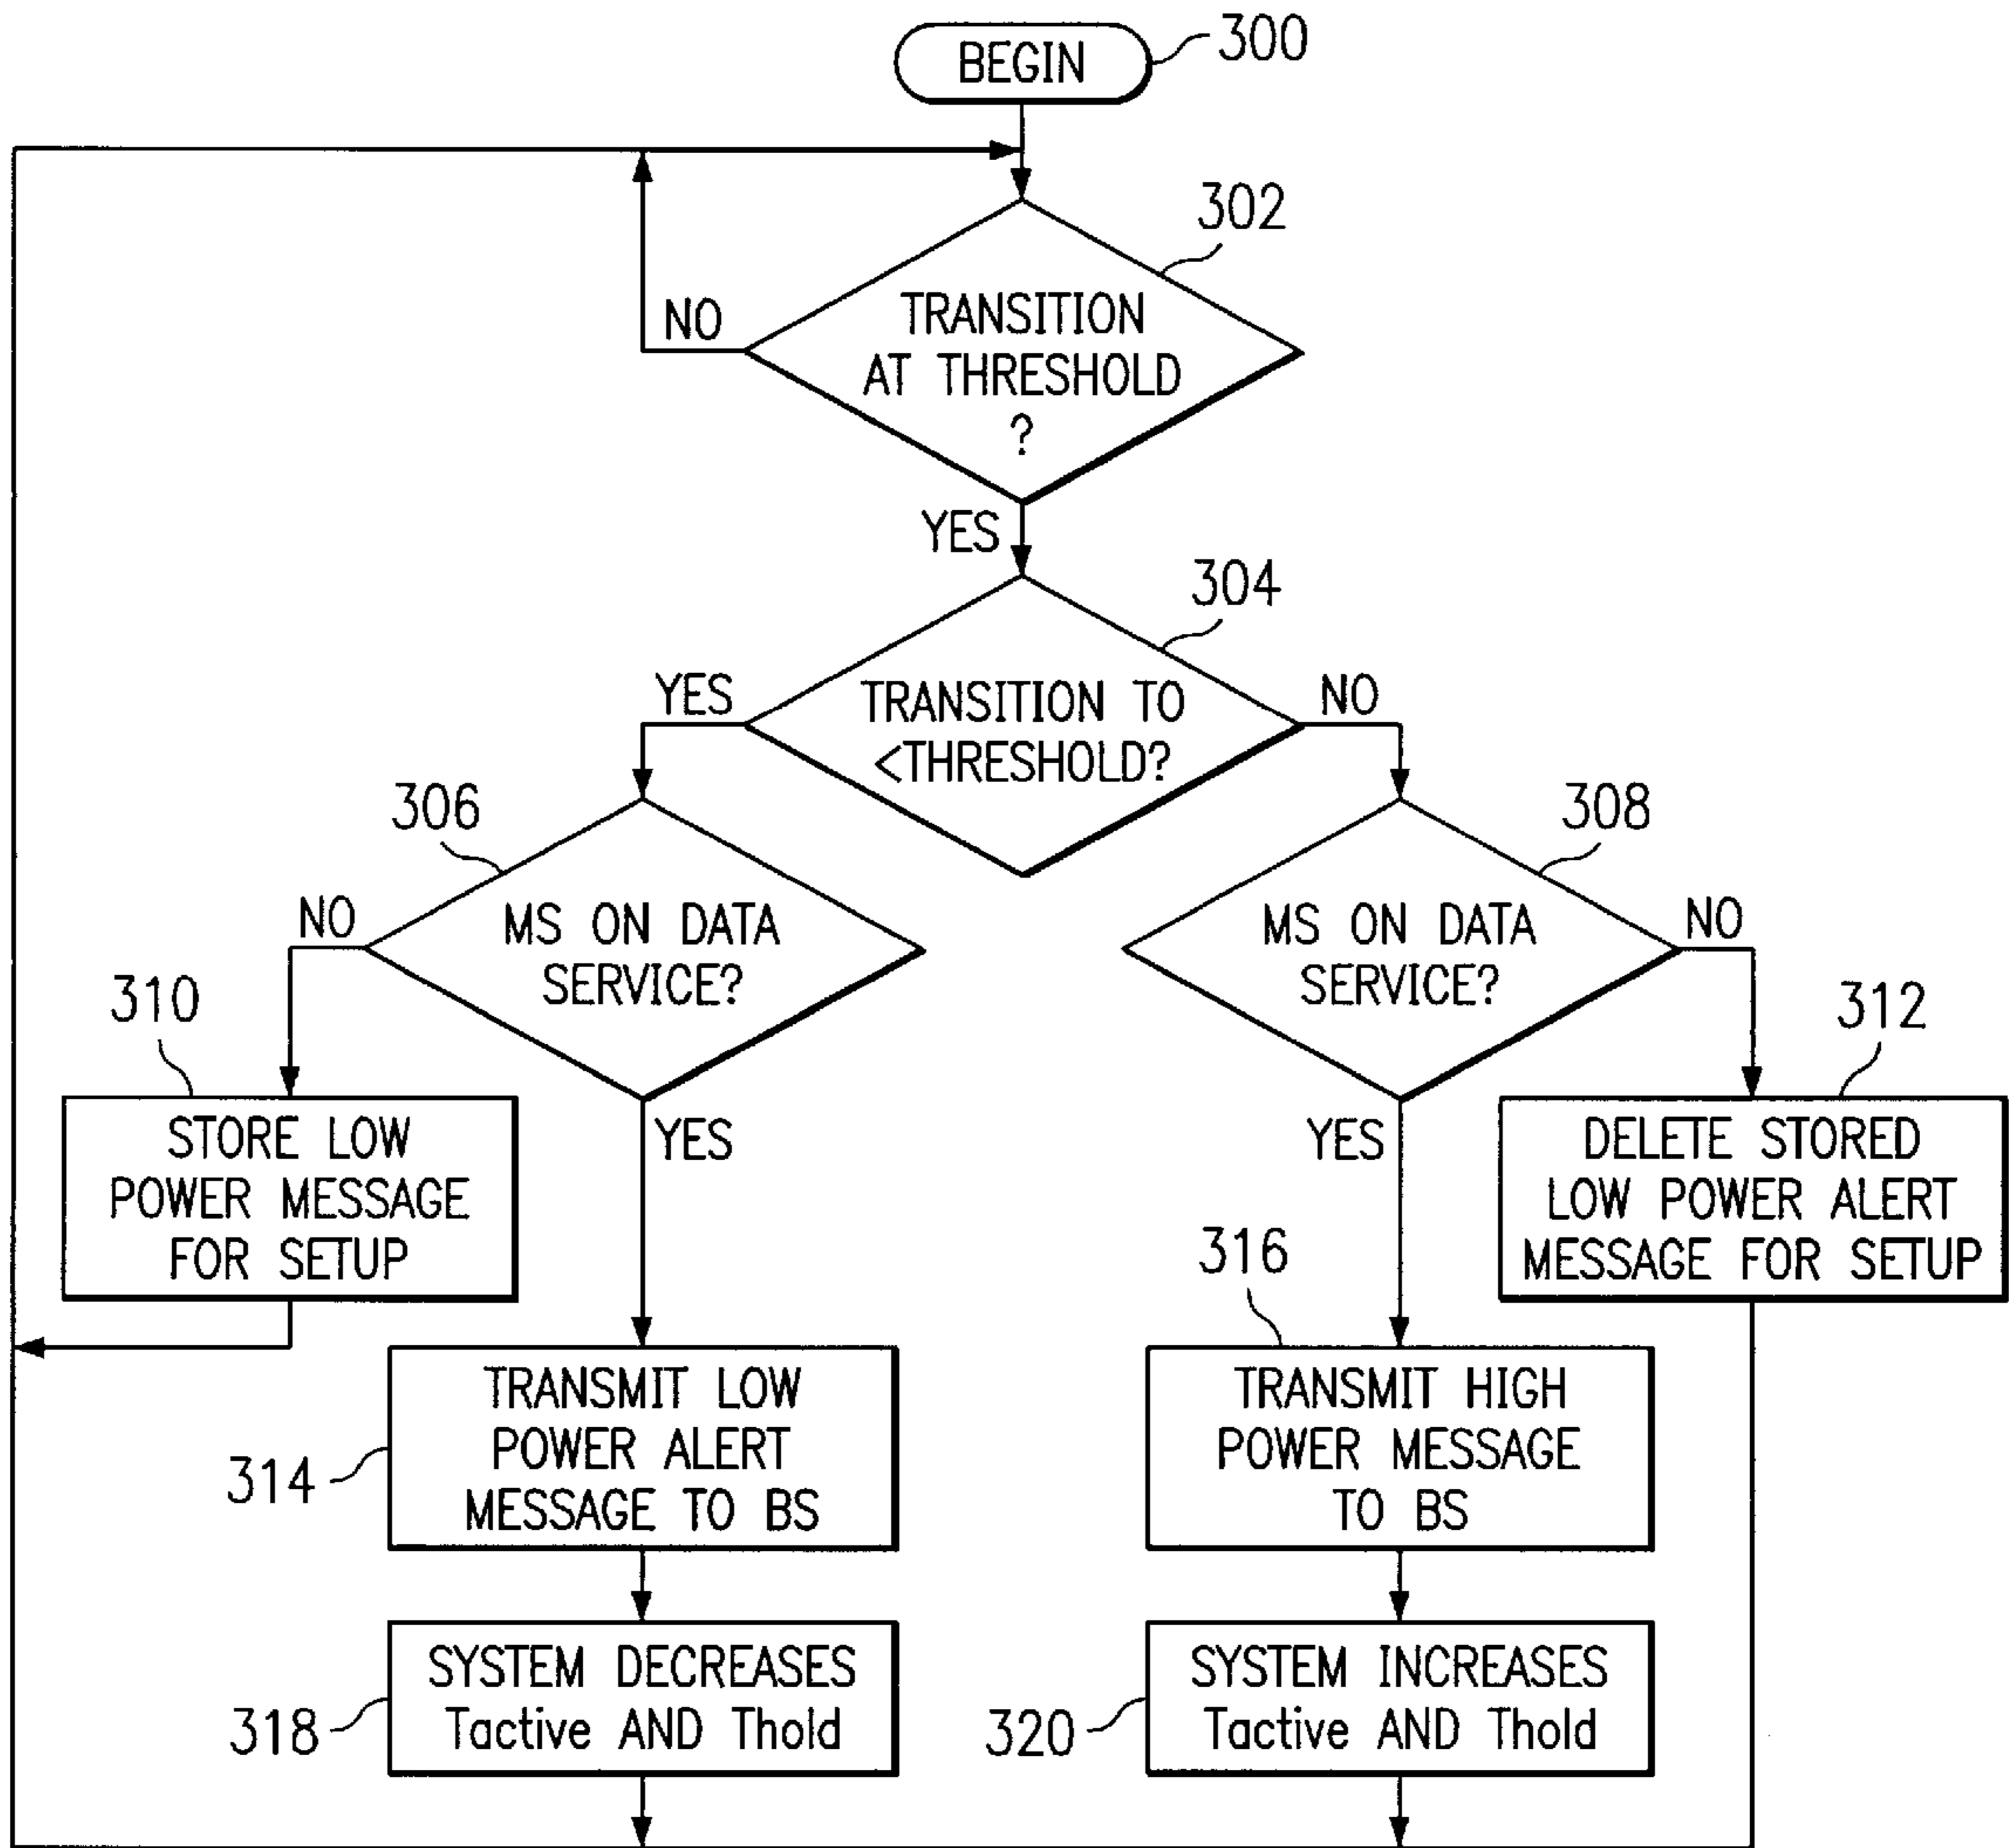 BEGIN
300
302
TRANSITION
AT THRESHOLD
?
NO
YES
304
TRANSITION TO
<THRESHOLD?
YES
NO
306
MS ON DATA
SERVICE?
NO
YES
308
MS ON DATA
SERVICE?
NO
YES
310
STORE LOW
POWER MESSAGE
FOR SETUP
312
DELETE STORED
LOW POWER ALERT
MESSAGE FOR SETUP
314
TRANSMIT LOW
POWER ALERT
MESSAGE TO BS
316
TRANSMIT HIGH
POWER MESSAGE
TO BS
318
SYSTEM DECREASES
Tactive AND Thold
320
SYSTEM INCREASES
Tactive AND Thold